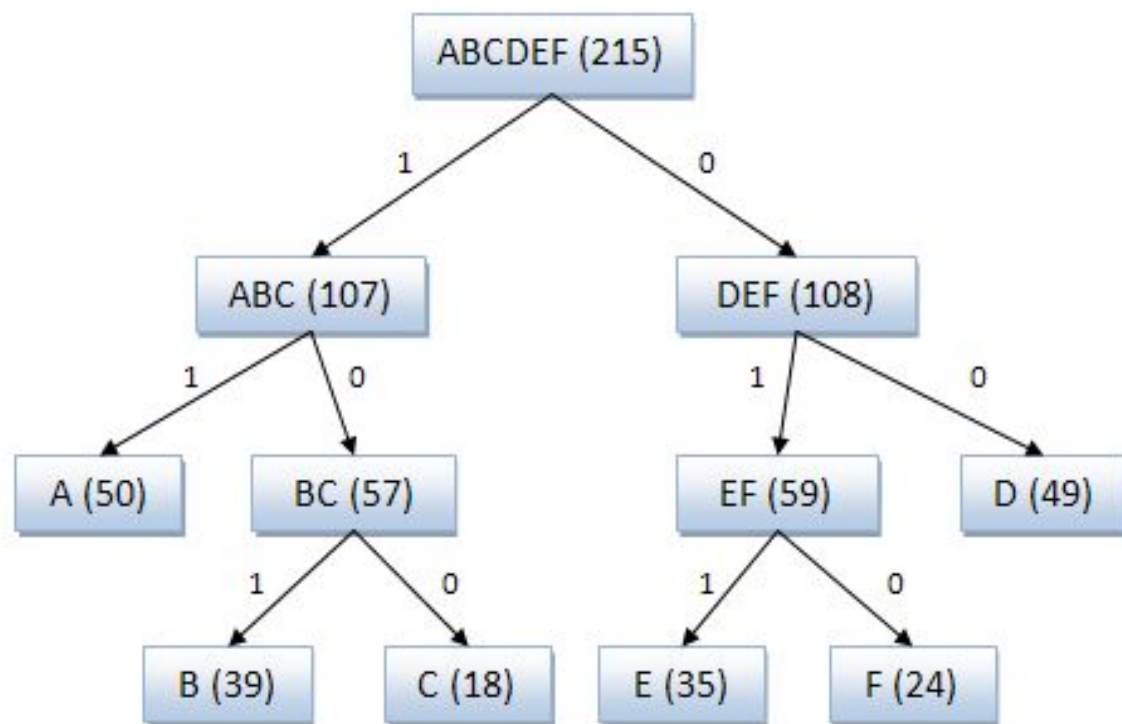 ABCDEF (215)
1
0
ABC (107)
DEF (108)
1
0
1
0
A (50)
BC (57)
EF (59)
D (49)
1
0
1
0
B (39)
C (18)
E (35)
F (24)